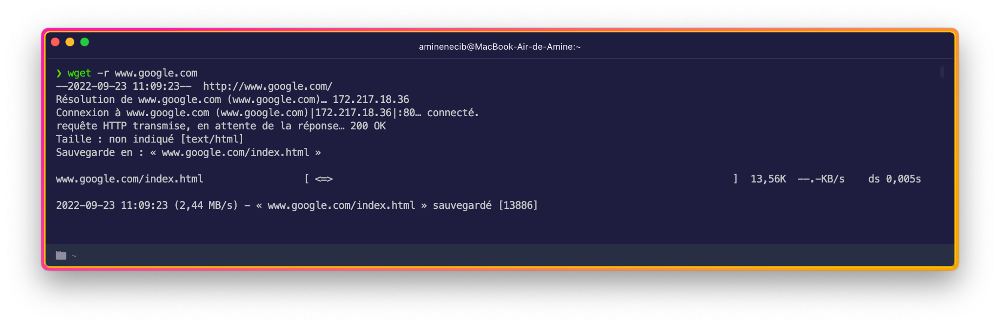 aminenecib@MacBook-Air-de-Amine:~
❯ wget -r www.google.com
--2022-09-23 11:09:23--  http://www.google.com/
Résolution de www.google.com (www.google.com)… 172.217.18.36
Connexion à www.google.com (www.google.com)|172.217.18.36|:80… connecté.
requête HTTP transmise, en attente de la réponse… 200 OK
Taille : non indiqué [text/html]
Sauvegarde en : « www.google.com/index.html »
www.google.com/index.html [ <=> ] 13,56K --.-KB/s ds 0,005s
2022-09-23 11:09:23 (2,44 MB/s) - « www.google.com/index.html » sauvegardé [13886]
~